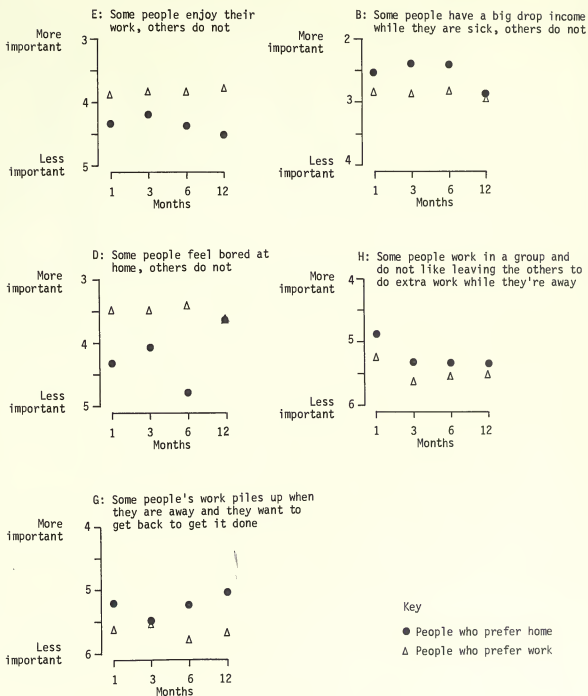 E: Some people enjoy their
work, others do not
More
important
3
4
Less
important
5
1 3 6 12
Months
B: Some people have a big drop income
while they are sick, others do not
More
important
2
3
Less
important
4
1 3 6 12
Months
D: Some people feel bored at
home, others do not
More
important
3
4
Less
important
5
1 3 6 12
Months
H: Some people work in a group and
do not like leaving the others to
do extra work while they're away
More
important
4
5
Less
important
6
1 3 6 12
Months
G: Some people's work piles up when
they are away and they want to
get back to get it done
More
important
4
5
Less
important
6
1 3 6 12
Months
Key
People who prefer home
People who prefer work